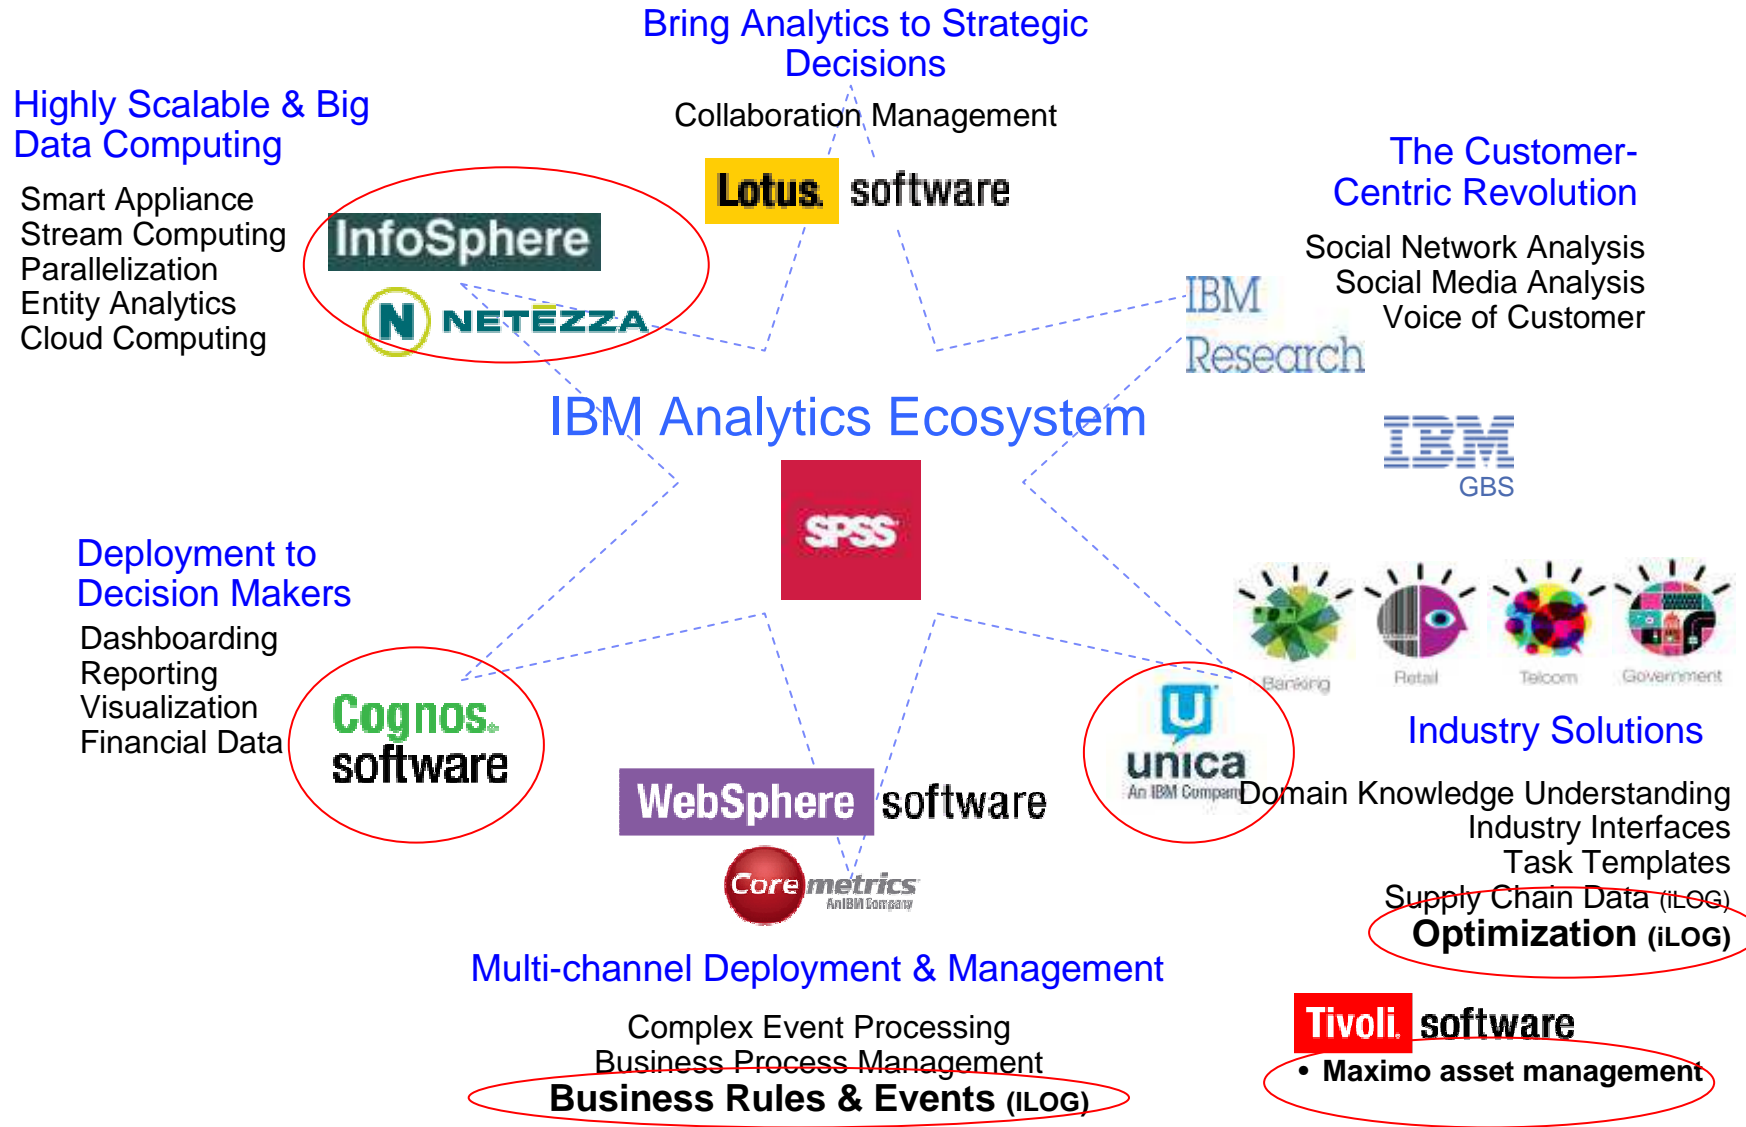 Bring Analytics to Strategic
Decisions
Collaboration Management
Lotus. software
Highly Scalable & Big
Data Computing
Smart Appliance
Stream Computing
Parallelization
Entity Analytics
Cloud Computing
InfoSphere
N NETEZZA
The Customer-
Centric Revolution
Social Network Analysis
Social Media Analysis
Voice of Customer
IBM
Research
IBM Analytics Ecosystem
IBM
GBS
SPSS
Deployment to
Decision Makers
Dashboarding
Reporting
Visualization
Financial Data
Cognos.
software
Banking
Retail
Telcom
Government
U
unica
An IBM Company
Industry Solutions
Domain Knowledge Understanding
Industry Interfaces
Task Templates
Supply Chain Data (iLOG)
Optimization (iLOG)
WebSphere software
Coremetrics
An IBM Company
Multi-channel Deployment & Management
Complex Event Processing
Business Process Management
Business Rules & Events (ILOG)
Tivoli. software
• Maximo asset management